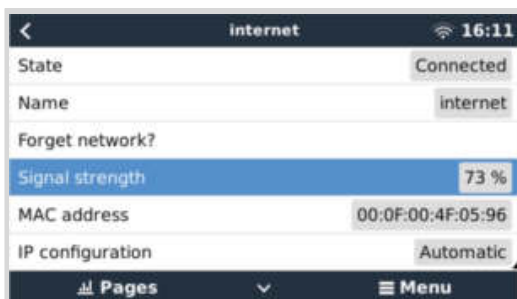 internet 16:11
State Connected
Name internet
Forget network?
Signal strength 73 %
MAC address 00:0F:00:4F:05:96
IP configuration Automatic
Pages Menu